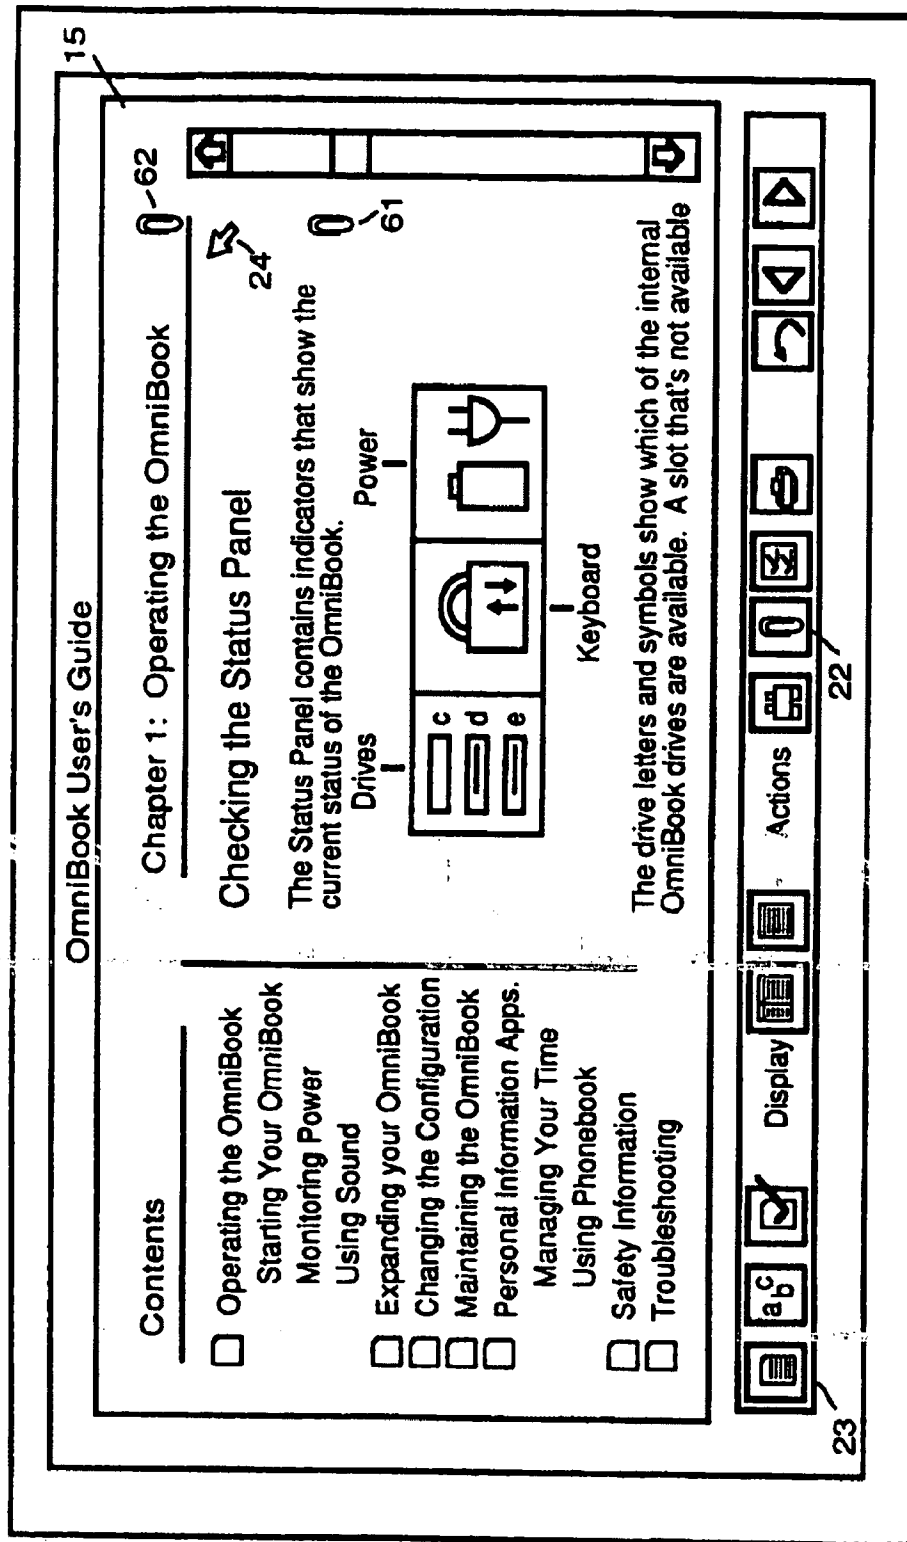 15
OmniBook User's Guide
Contents
Operating the OmniBook
Starting Your OmniBook
Monitoring Power
Using Sound
Expanding your OmniBook
Changing the Configuration
Maintaining the OmniBook
Personal Information Apps.
Managing Your Time
Using Phonebook
Safety Information
Troubleshooting
Chapter 1: Operating the OmniBook
62
Checking the Status Panel
24
The Status Panel contains indicators that show the
current status of the OmniBook.
61
Drives
Power
c
d
e
Keyboard
The drive letters and symbols show which of the internal
OmniBook drives are available. A slot that's not available
a b c
Display
Actions
23
22